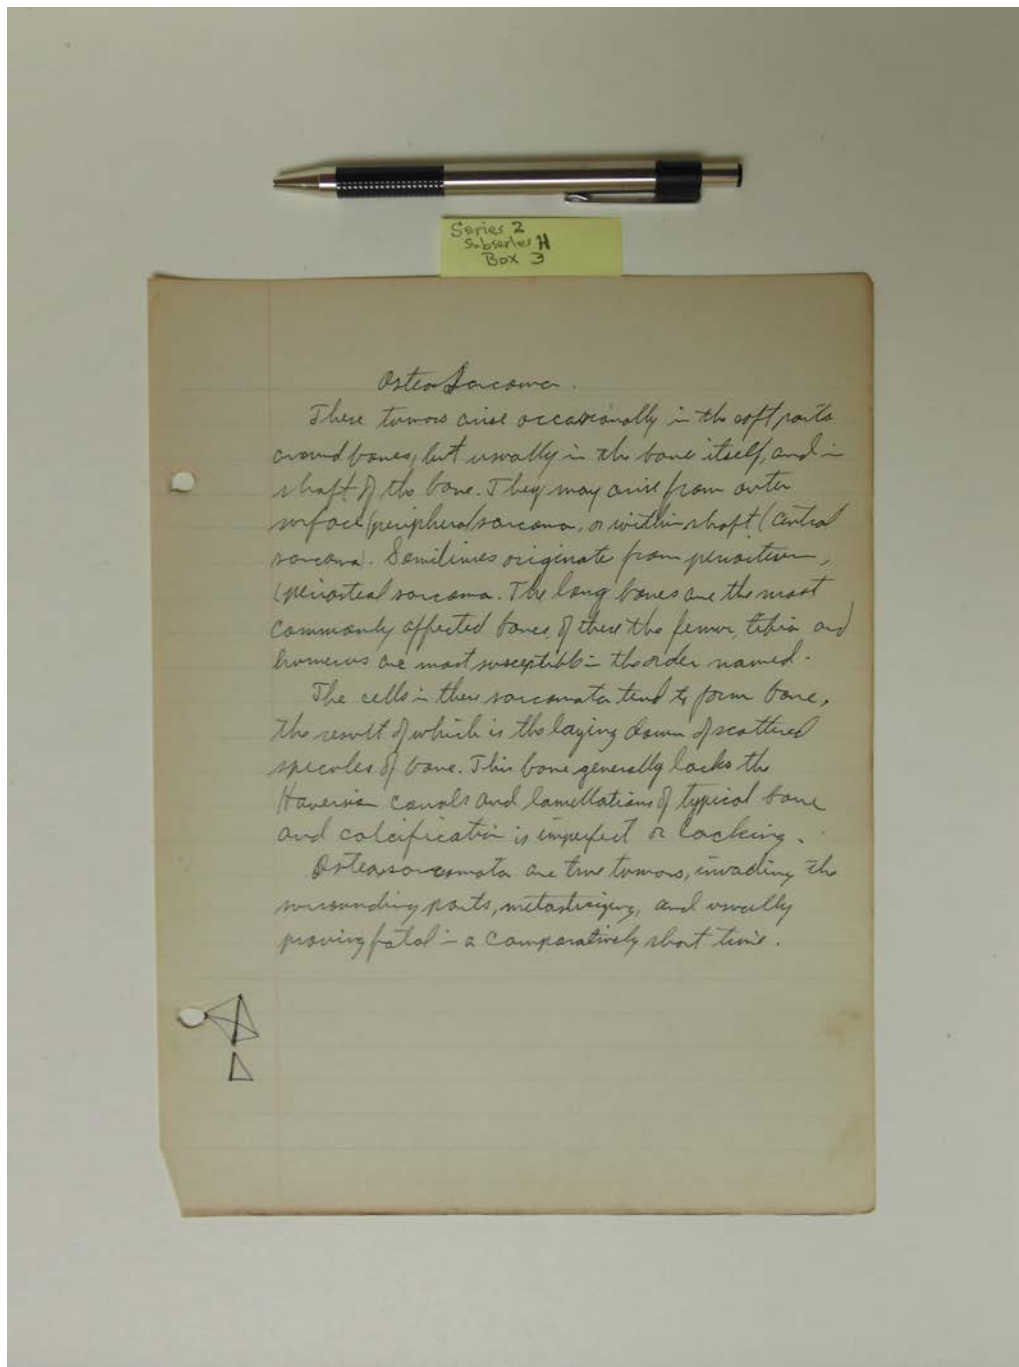 Series 2
Subseries H
Box 3
Osteosarcoma.
These tumors arise occasionally in the soft parts
around bones, but usually in the bone itself, and in
shaft of the bone. They may arise from outer
surface (peripheral sarcoma, or within shaft (central
sarcoma). Somtimes originate from periosteum,
(periosteal sarcoma. The long bones are the most
commonly affected bones, of these the femur, tibia and
humerus are most susceptible in the order named.
The cells in these sarcomata tend to form bone,
the result of which is the laying down of scattered
specules of bone. This bone generally lacks the
Haversian canals and lamellations of typical bone
and calcification is imperfect or lacking.
Osteosarcomata are true tumors, invading the
surrounding parts, metastisizing, and usually
proving fatal in a comparatively short time.